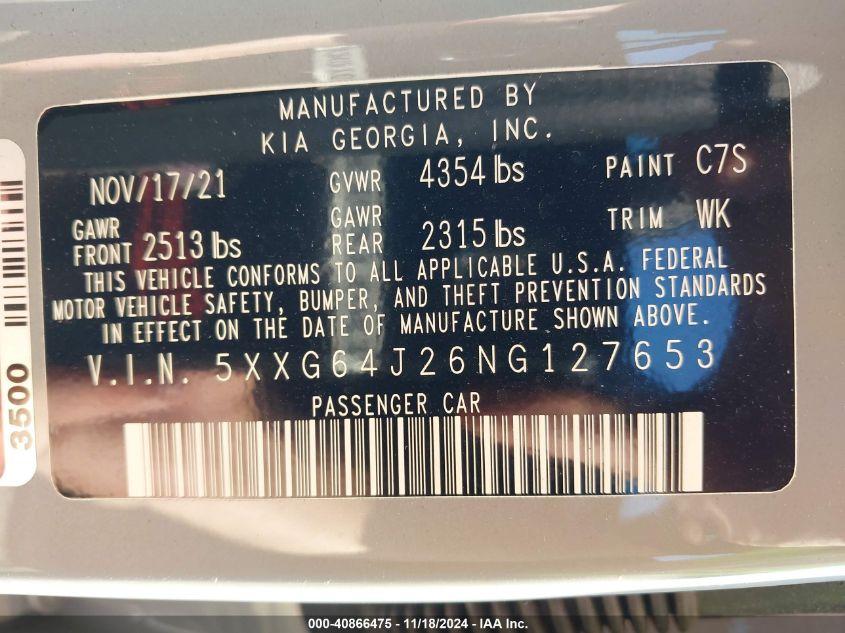 MANUFACTURED BY
KIA GEORGIA, INC.
NOV/17/21 GVWR 4354 lbs PAINT C7S
GAWR FRONT 2513 lbs GAWR REAR 2315 lbs TRIM WK
THIS VEHICLE CONFORMS TO ALL APPLICABLE U.S.A. FEDERAL
MOTOR VEHICLE SAFETY, BUMPER, AND THEFT PREVENTION STANDARDS
IN EFFECT ON THE DATE OF MANUFACTURE SHOWN ABOVE.
V.I.N. 5XXG64J26NG127653
PASSENGER CAR
3500
000-40866475 - 11/18/2024 - IAA Inc.